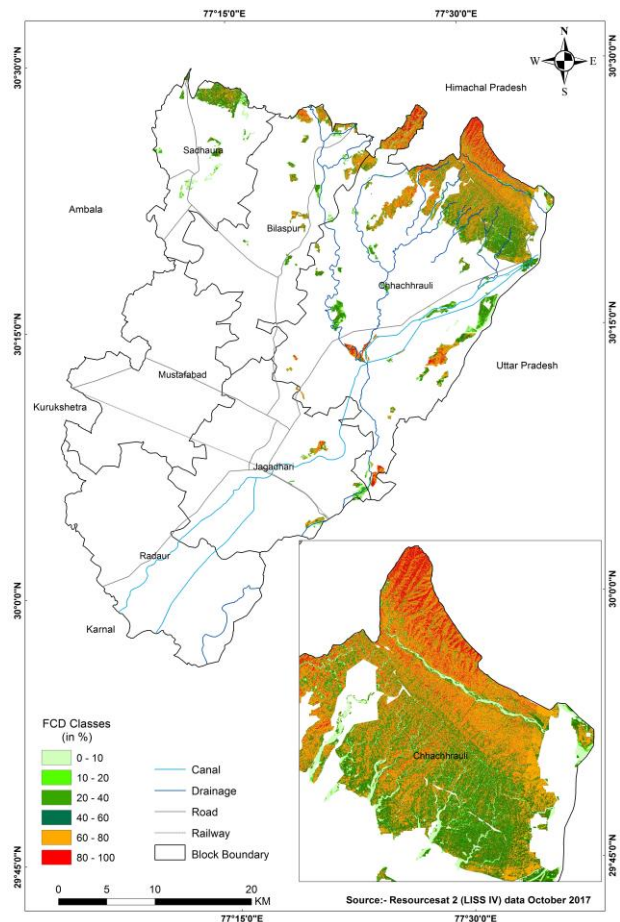 77°15'0"E
77°30'0"E
N
W
E
S
30°30'0"N
30°3'0"N
Himachal Pradesh
Sadhaura
Ambala
Bilaspur
Chhachhrauli
30°15'0"N
30°15'0"N
Uttar Pradesh
Mustafabad
Kurukshetra
Jagadhari
Radaur
30°0'0"N
30°0'0"N
Karnal
FCD Classes
(in %)
0 - 10
10 - 20
20 - 40
40 - 60
60 - 80
80 - 100
Canal
Drainage
Road
Railway
Block Boundary
Chhachhrauli
29°45'0"N
29°45'0"N
0 5 10 20
KM
Source:- Resourcesat 2 (LISS IV) data October 2017
77°15'0"E
77°30'0"E